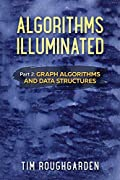 ALGORITHMS
ILLUMINATED
Part 2: GRAPH ALGORITHMS
AND DATA STRUCTURES
TIM ROUGHGARDEN